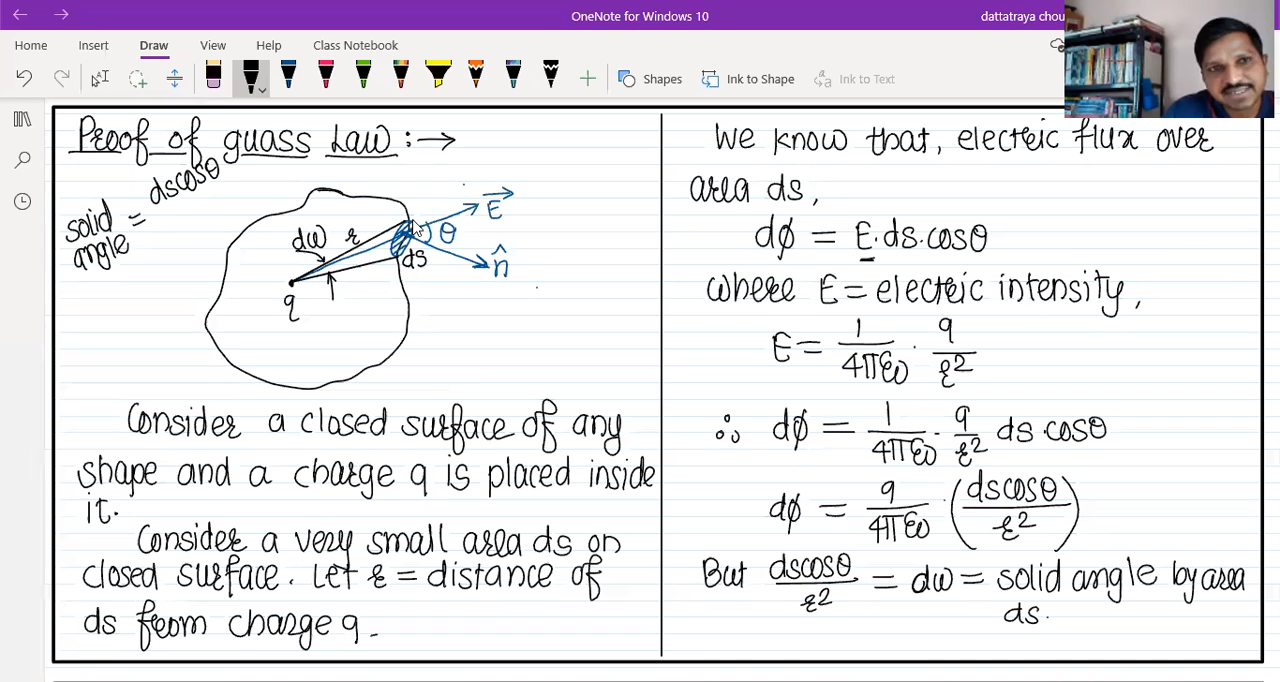 OneNote for Windows 10
dattatraya chou
Home Insert Draw View Help Class Notebook
Shapes Ink to Shape Ink to Text
Proof of guass Law :→
solid angle = dscosθ
dω r θ
E
n̂
ds
q
Consider a closed surface of any
shape and a charge q is placed inside
it.
Consider a very small area ds on
closed surface. Let r = distance of
ds from charge q.
We know that, electric flux over
area ds,
dϕ = E·ds·cosθ
where E = electric intensity,
E = 1/4πε0 · q/r²
∴ dϕ = 1/4πε0 · q/r² ds·cosθ
dϕ = q/4πε0 · (dscosθ/r²)
But dscosθ/r² = dω = solid angle by area
ds.